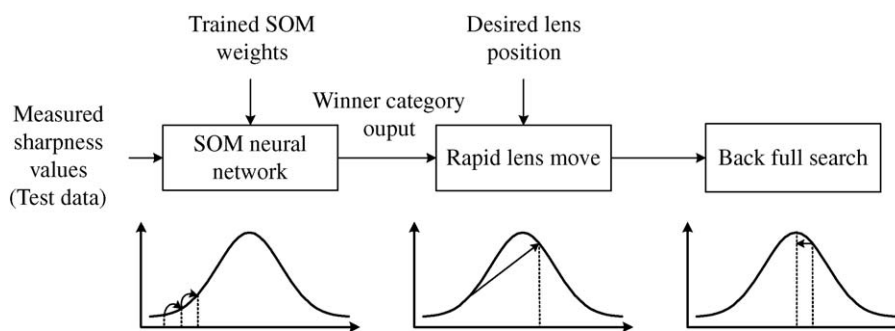 Trained SOM
weights
Desired lens
position
Measured
sharpness
values
(Test data)
SOM neural
network
Winner category
ouput
Rapid lens move
Back full search